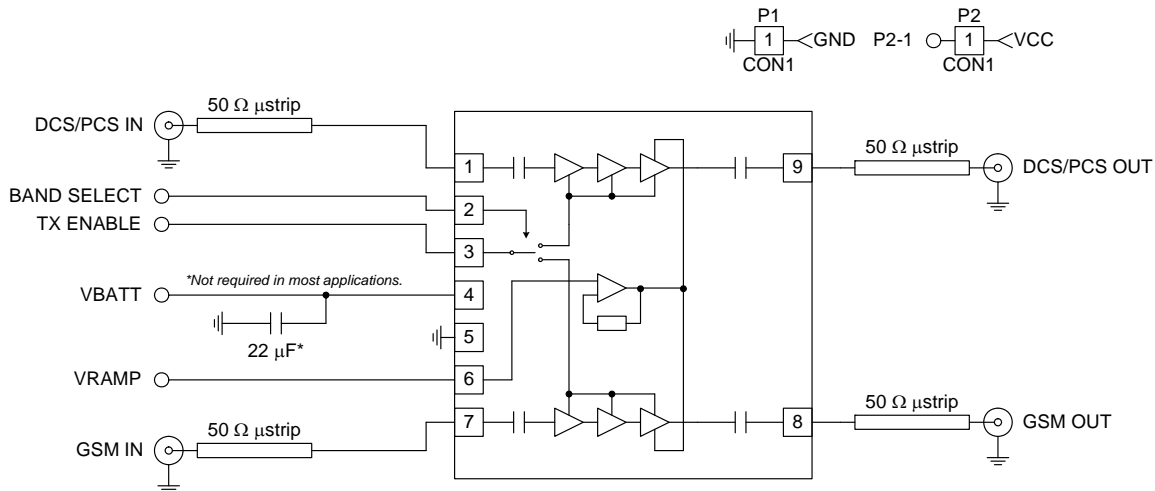 P1
1
GND
CON1
P2-1
P2
1
VCC
CON1
DCS/PCS IN
50 Ω μstrip
BAND SELECT
TX ENABLE
*Not required in most applications.
VBATT
22 μF*
VRAMP
GSM IN
50 Ω μstrip
1
2
3
4
5
6
7
9
8
50 Ω μstrip
DCS/PCS OUT
50 Ω μstrip
GSM OUT